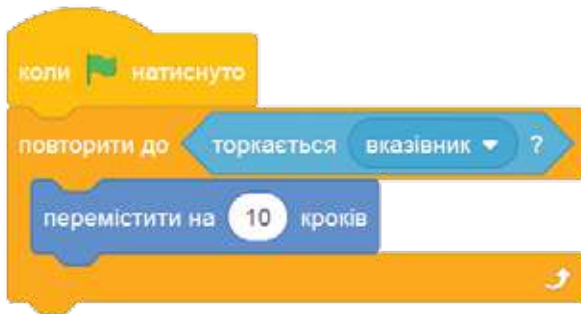 коли натиснуто
повторити до торкається вказівник ?
перемістити на 10 кроків